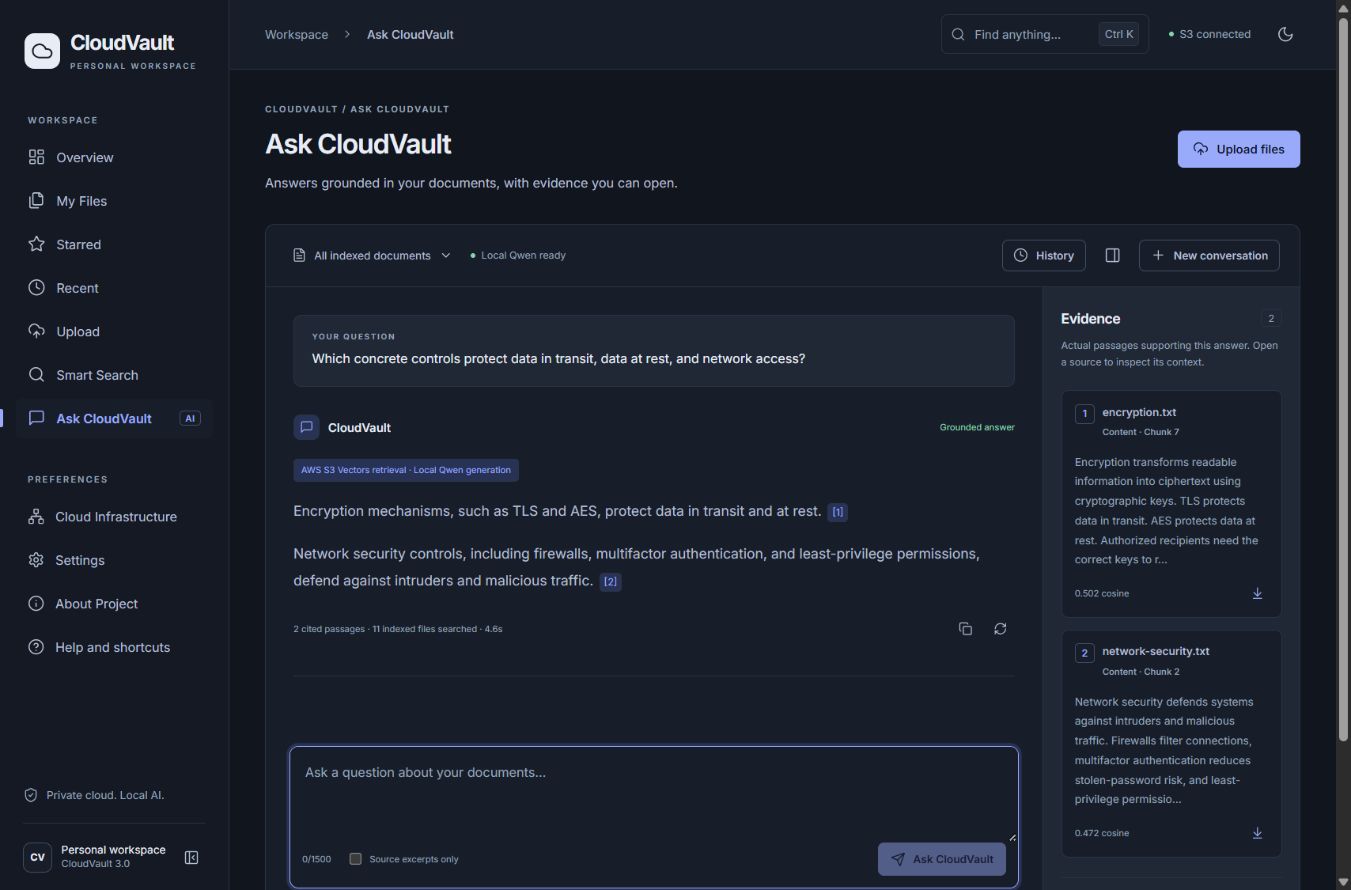 CloudVault
PERSONAL WORKSPACE
WORKSPACE
Overview
My Files
Starred
Recent
Upload
Smart Search
Ask CloudVault AI
PREFERENCES
Cloud Infrastructure
Settings
About Project
Help and shortcuts
Private cloud. Local AI.
CV
Personal workspace
CloudVault 3.0
Workspace > Ask CloudVault
Find anything... Ctrl K
S3 connected
CLOUDVAULT / ASK CLOUDVAULT
Ask CloudVault
Answers grounded in your documents, with evidence you can open.
Upload files
All indexed documents
Local Qwen ready
History
New conversation
YOUR QUESTION
Which concrete controls protect data in transit, data at rest, and network access?
CloudVault
Grounded answer
AWS S3 Vectors retrieval · Local Qwen generation
Encryption mechanisms, such as TLS and AES, protect data in transit and at rest. [1]
Network security controls, including firewalls, multifactor authentication, and least-privilege permissions,
defend against intruders and malicious traffic. [2]
2 cited passages · 11 indexed files searched · 4.6s
Ask a question about your documents...
0/1500
Source excerpts only
Ask CloudVault
Evidence 2
Actual passages supporting this answer. Open
a source to inspect its context.
1 encryption.txt
Content · Chunk 7
Encryption transforms readable
information into ciphertext using
cryptographic keys. TLS protects
data in transit. AES protects data at
rest. Authorized recipients need the
correct keys to r...
0.502 cosine
2 network-security.txt
Content · Chunk 2
Network security defends systems
against intruders and malicious
traffic. Firewalls filter connections,
multifactor authentication reduces
stolen-password risk, and least-
privilege permissio...
0.472 cosine